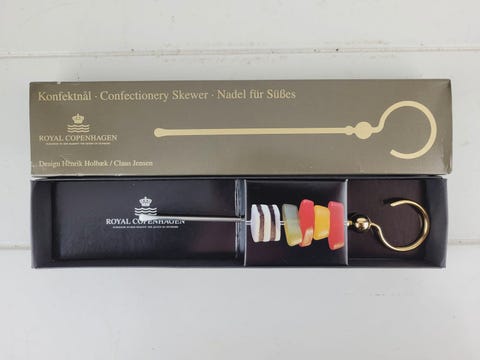 Konfektnål · Confectionery Skewer · Nadel für Süßes
ROYAL COPENHAGEN
Design Henrik Holbæk / Claus Jensen
ROYAL COPENHAGEN